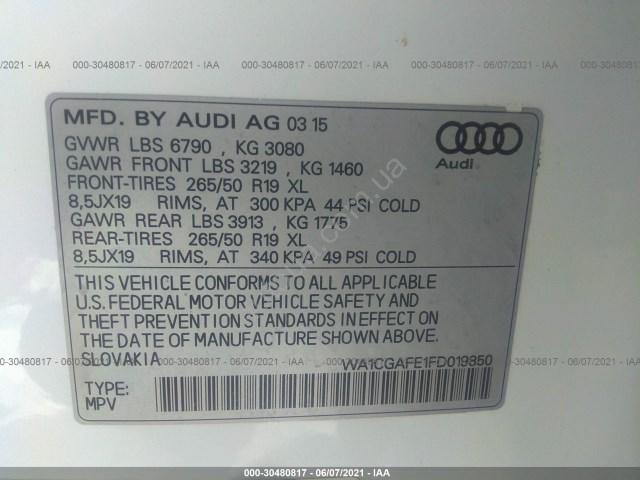 000-30480817 - 06/07/2021 - IAA
MFD. BY AUDI AG 03 15
GVWR LBS 6790 , KG 3080
GAWR FRONT LBS 3219 , KG 1460
FRONT-TIRES 265/50 R19 XL
8,5JX19 RIMS, AT 300 KPA 44 PSI COLD
GAWR REAR LBS 3913 , KG 1775
REAR-TIRES 265/50 R19 XL
8,5JX19 RIMS, AT 340 KPA 49 PSI COLD
Audi
THIS VEHICLE CONFORMS TO ALL APPLICABLE
U.S. FEDERAL MOTOR VEHICLE SAFETY AND
THEFT PREVENTION STANDARDS IN EFFECT ON
THE DATE OF MANUFACTURE SHOWN ABOVE.
SLOVAKIA WA1CGAFE1FD019350
TYPE:
MPV
000-30480817 - 06/07/2021 - IAA